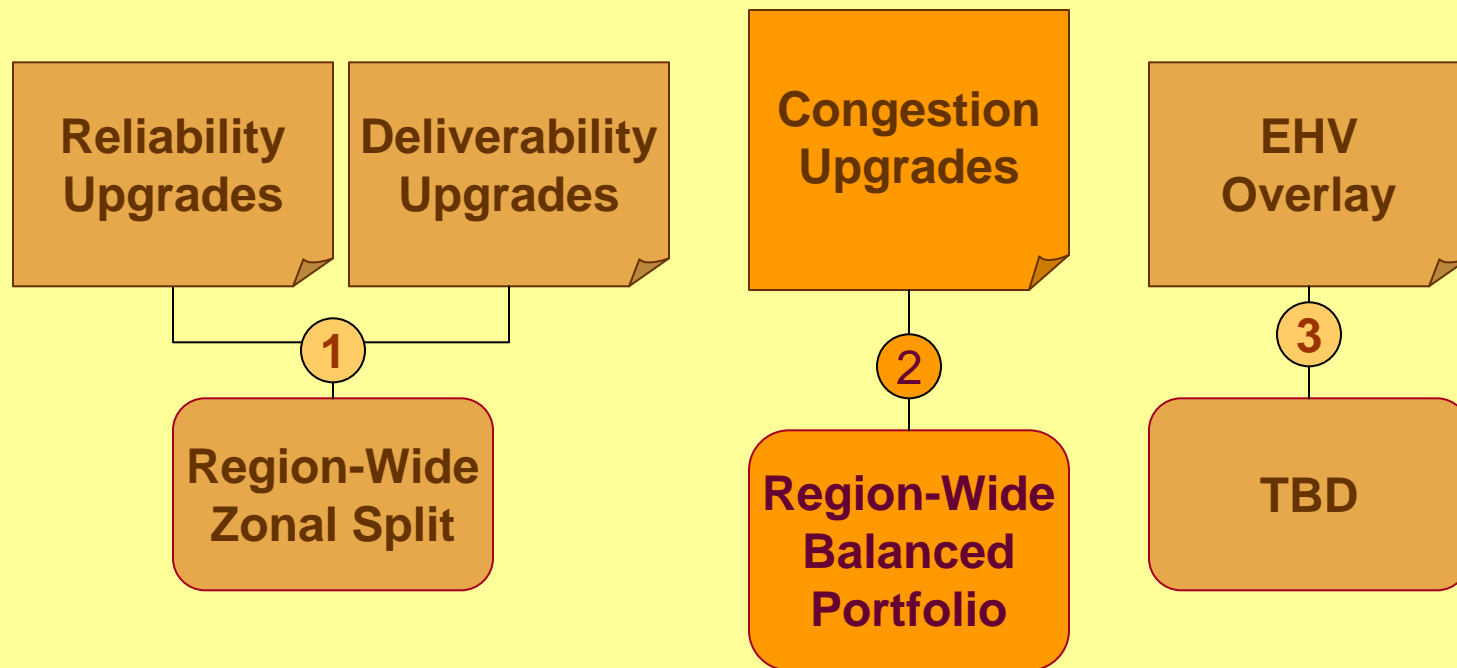 Reliability
Upgrades
Deliverability
Upgrades
1
Region-Wide
Zonal Split
Congestion
Upgrades
2
Region-Wide
Balanced
Portfolio
EHV
Overlay
3
TBD